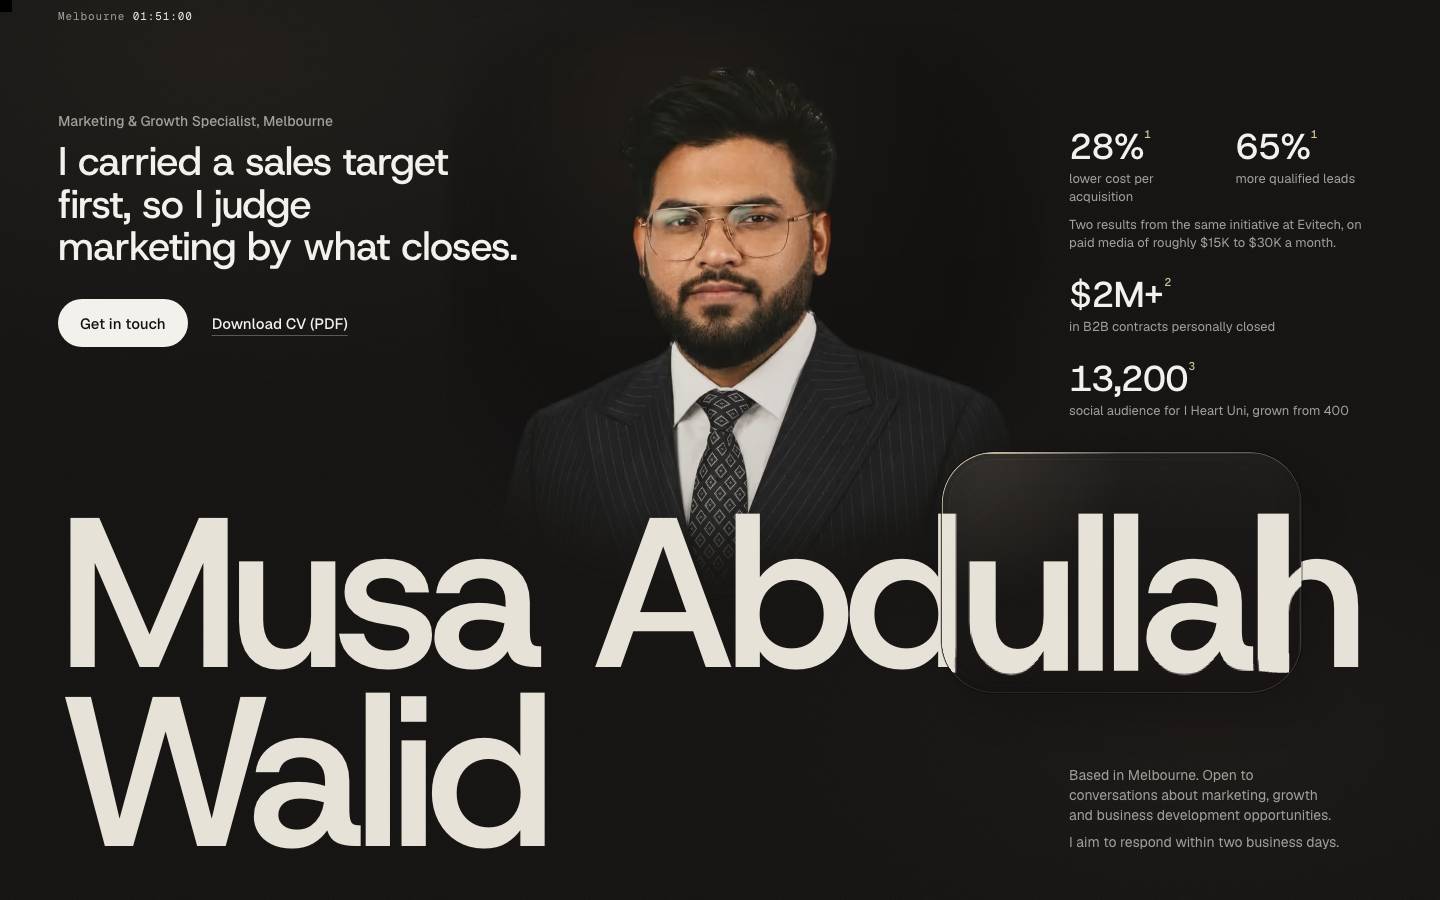 Melbourne 01:51:00
Marketing & Growth Specialist, Melbourne
I carried a sales target
first, so I judge
marketing by what closes.
Get in touch
Download CV (PDF)
28%¹
lower cost per
acquisition
65%¹
more qualified leads
Two results from the same initiative at Evitech, on
paid media of roughly $15K to $30K a month.
$2M+²
in B2B contracts personally closed
13,200³
social audience for I Heart Uni, grown from 400
Musa Abdullah
Walid
Based in Melbourne. Open to
conversations about marketing, growth
and business development opportunities.
I aim to respond within two business days.